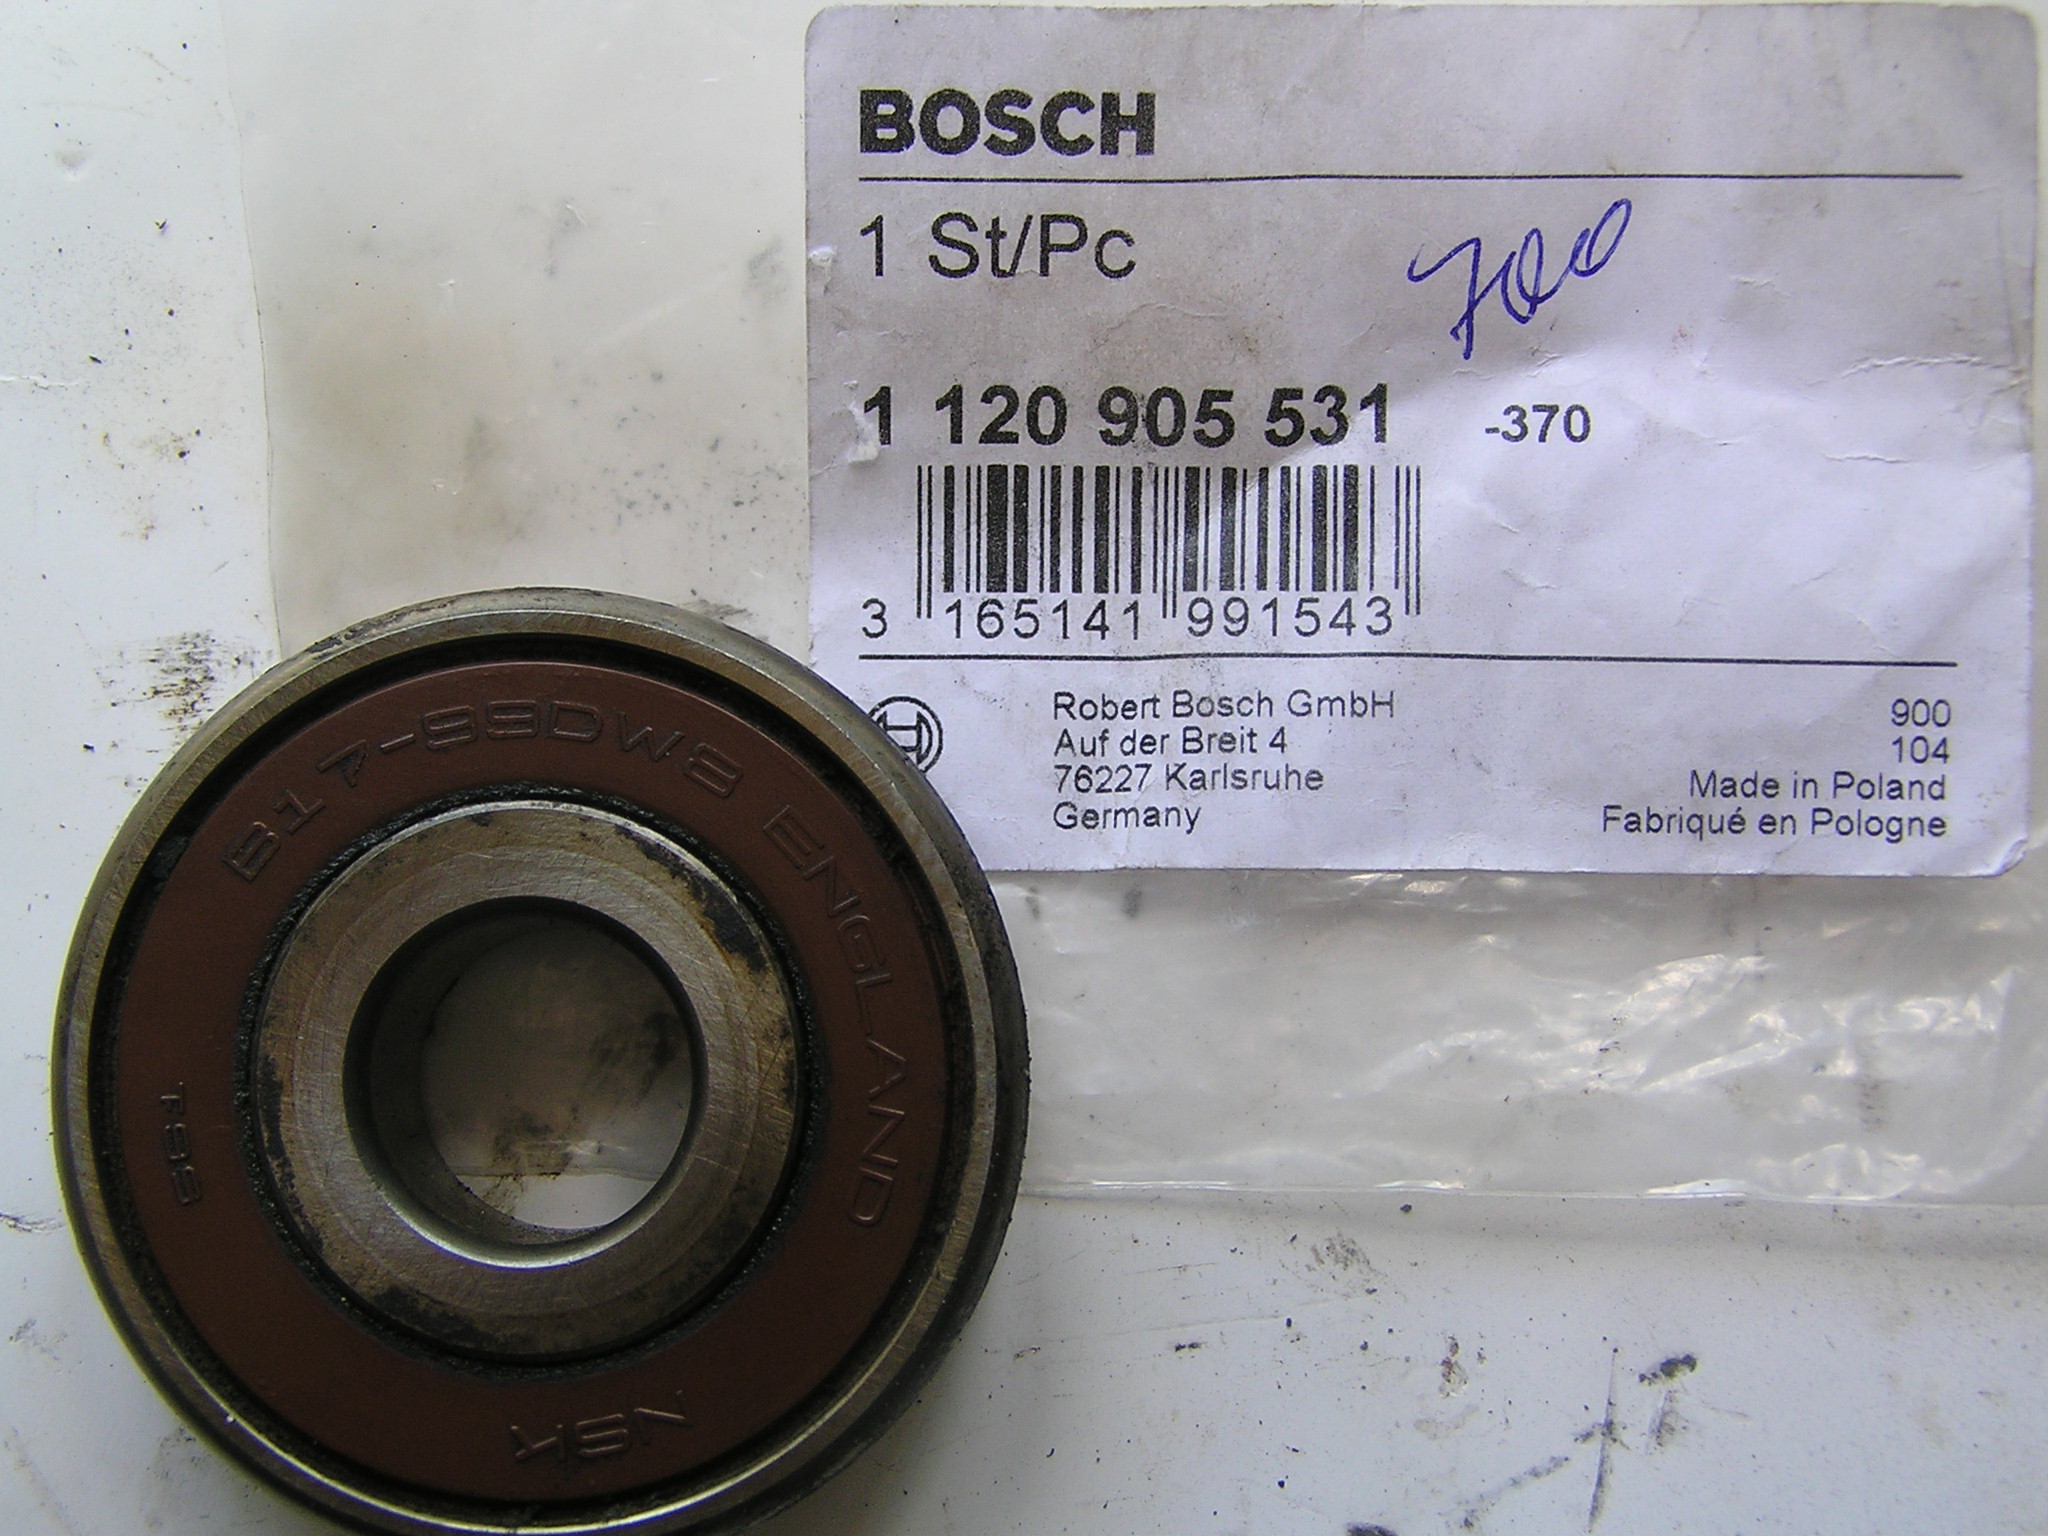 BOSCH
1 St/Pc
700
1 120 905 531 -370
3 165141 991543
Robert Bosch GmbH
Auf der Breit 4
76227 Karlsruhe
Germany
900
104
Made in Poland
Fabriqué en Pologne
B17-99DW8 ENGLAND
NSK